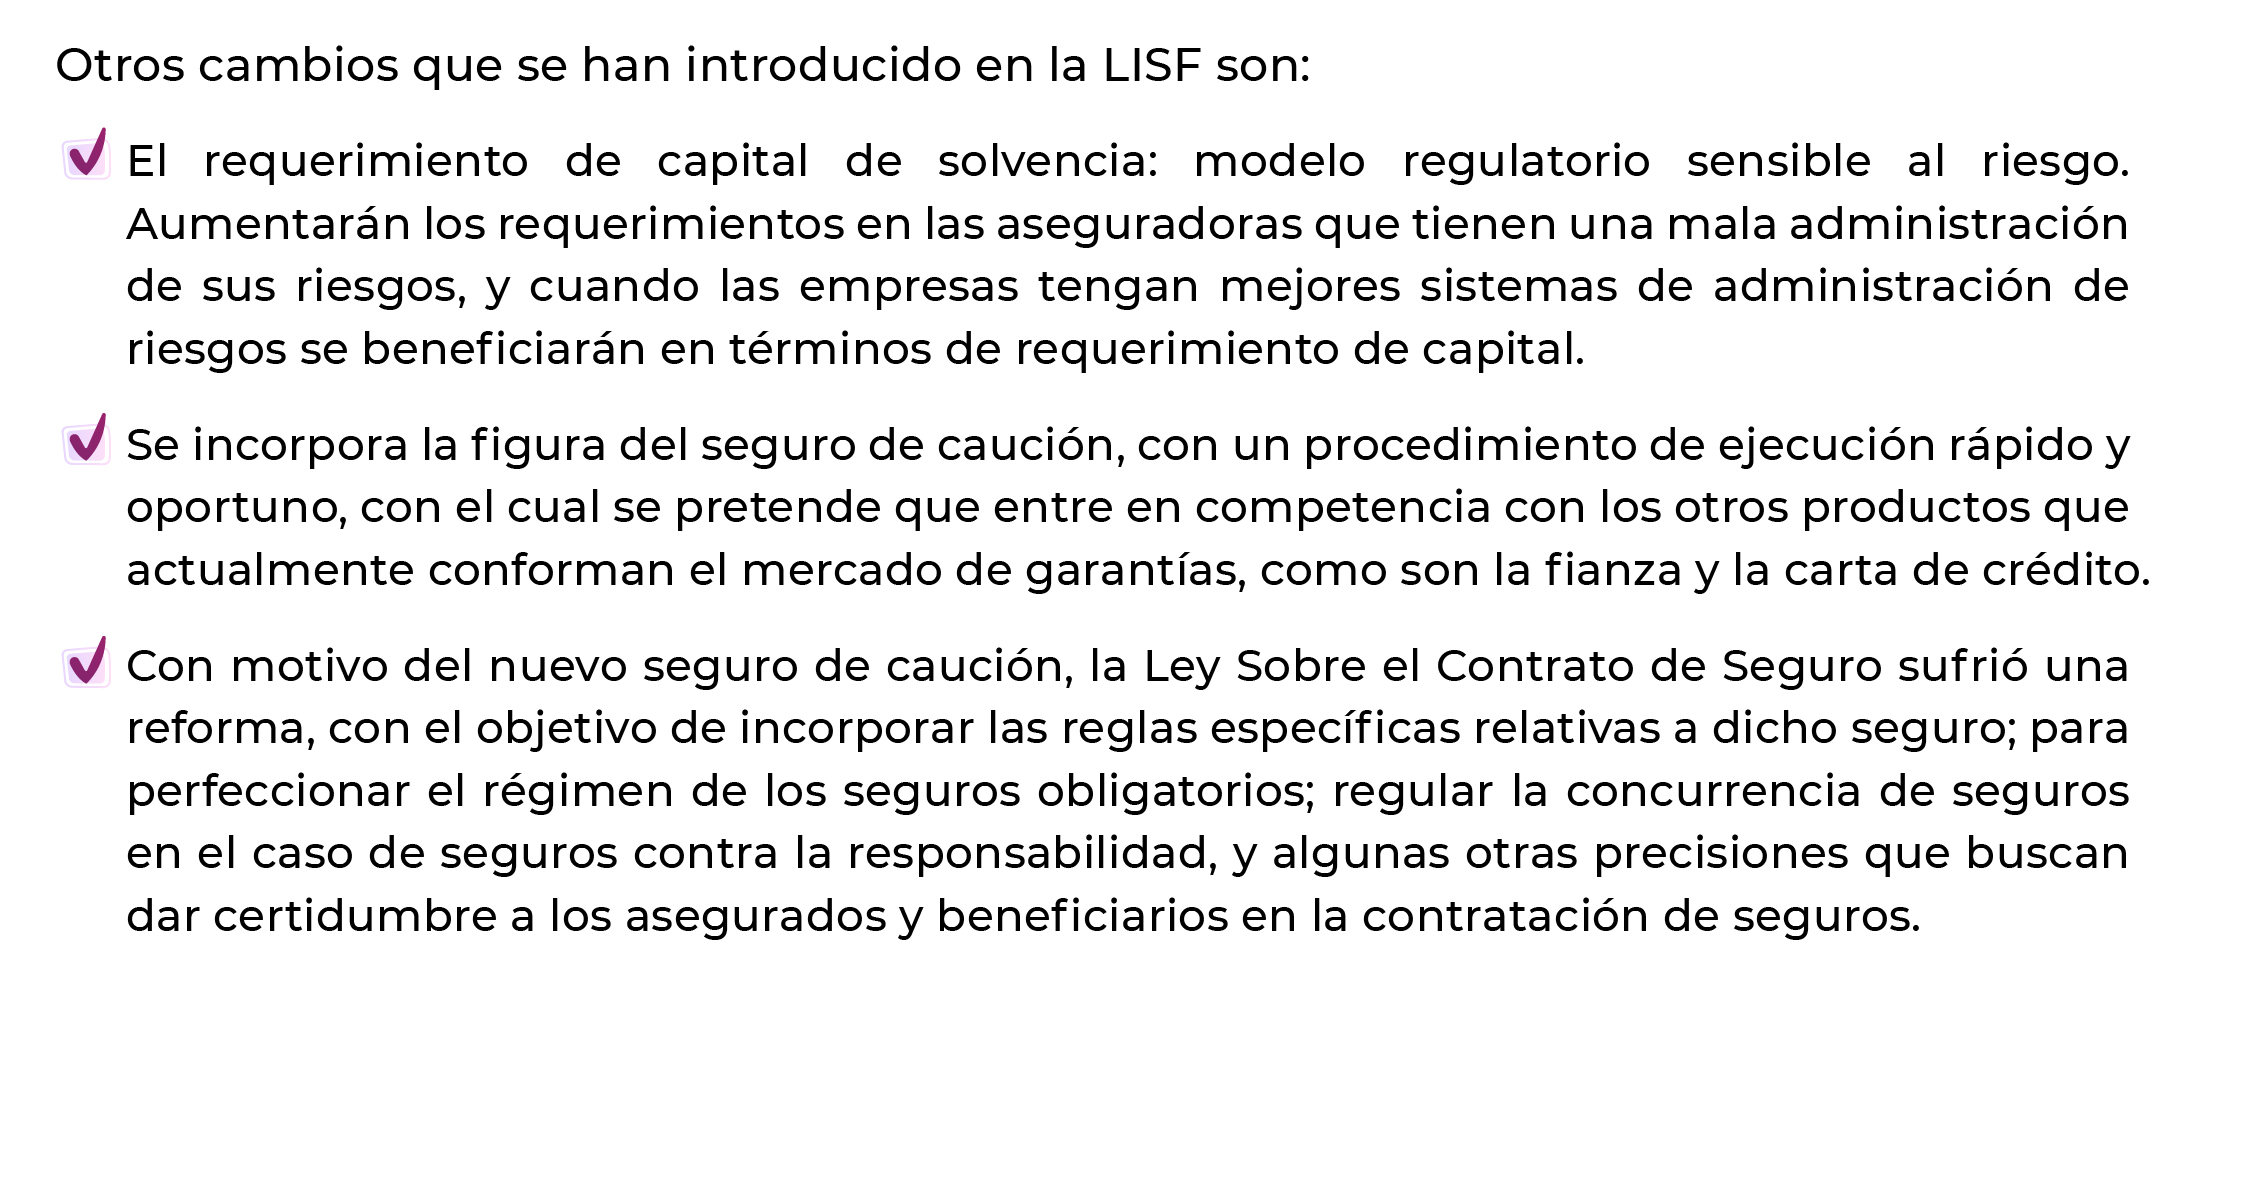 Otros cambios que se han introducido en la LISF son:
El requerimiento de capital de solvencia: modelo regulatorio sensible al riesgo.
Aumentarán los requerimientos en las aseguradoras que tienen una mala administración
de sus riesgos, y cuando las empresas tengan mejores sistemas de administración de
riesgos se beneficiarán en términos de requerimiento de capital.
Se incorpora la figura del seguro de caución, con un procedimiento de ejecución rápido y
oportuno, con el cual se pretende que entre en competencia con los otros productos que
actualmente conforman el mercado de garantías, como son la fianza y la carta de crédito.
Con motivo del nuevo seguro de caución, la Ley Sobre el Contrato de Seguro sufrió una
reforma, con el objetivo de incorporar las reglas específicas relativas a dicho seguro; para
perfeccionar el régimen de los seguros obligatorios; regular la concurrencia de seguros
en el caso de seguros contra la responsabilidad, y algunas otras precisiones que buscan
dar certidumbre a los asegurados y beneficiarios en la contratación de seguros.